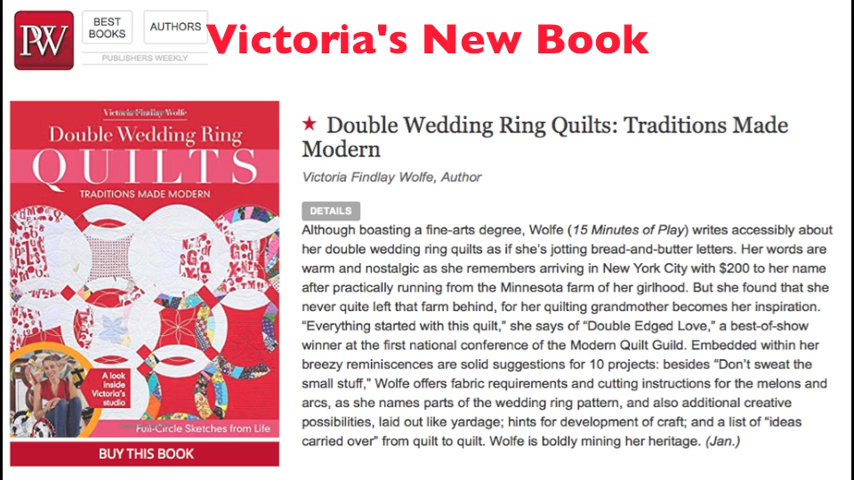 PW
BEST
BOOKS
AUTHORS
PUBLISHERS WEEKLY
Victoria's New Book
Victoria Findlay Wolfe
Double Wedding Ring
QUILTS
TRADITIONS MADE MODERN
A look
inside
Victoria's
studio
Full-Circle Sketches from Life
BUY THIS BOOK
★ Double Wedding Ring Quilts: Traditions Made
Modern
Victoria Findlay Wolfe, Author
DETAILS
Although boasting a fine-arts degree, Wolfe (15 Minutes of Play) writes accessibly about
her double wedding ring quilts as if she's jotting bread-and-butter letters. Her words are
warm and nostalgic as she remembers arriving in New York City with $200 to her name
after practically running from the Minnesota farm of her girlhood. But she found that she
never quite left that farm behind, for her quilting grandmother becomes her inspiration.
“Everything started with this quilt,” she says of “Double Edged Love,” a best-of-show
winner at the first national conference of the Modern Quilt Guild. Embedded within her
breezy reminiscences are solid suggestions for 10 projects: besides “Don't sweat the
small stuff,” Wolfe offers fabric requirements and cutting instructions for the melons and
arcs, as she names parts of the wedding ring pattern, and also additional creative
possibilities, laid out like yardage; hints for development of craft; and a list of “ideas
carried over” from quilt to quilt. Wolfe is boldly mining her heritage. (Jan.)